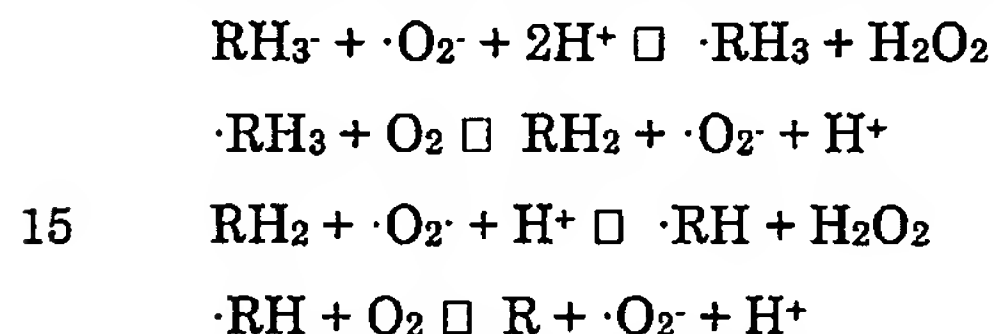 RH₃⁻ + ·O₂⁻ + 2H⁺ □ ·RH₃ + H₂O₂
·RH₃ + O₂ □ RH₂ + ·O₂⁻ + H⁺
15 RH₂ + ·O₂· + H⁺ □ ·RH + H₂O₂
·RH + O₂ □ R + ·O₂⁻ + H⁺